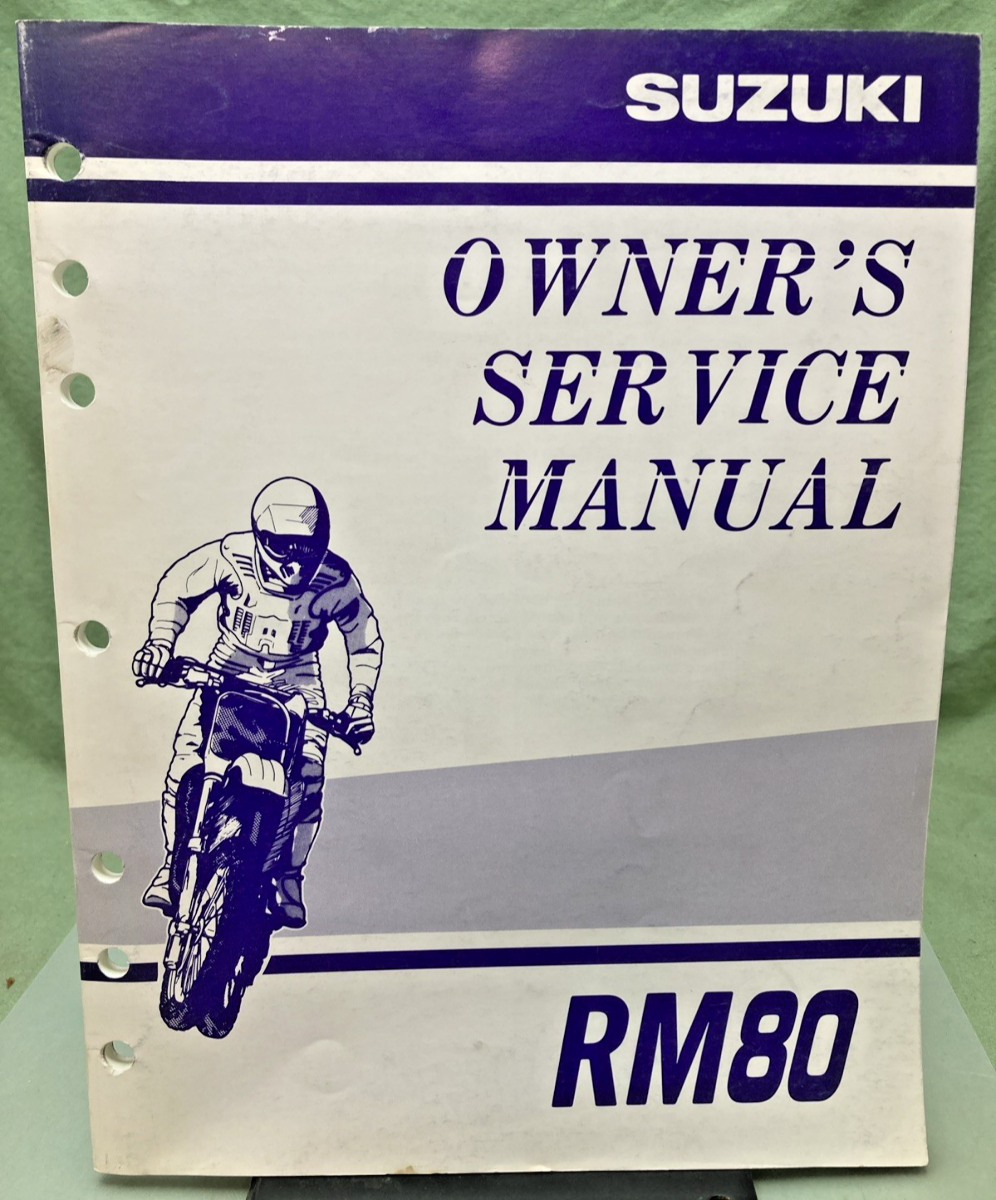 SUZUKI
OWNER'S
SERVICE
MANUAL
RM80